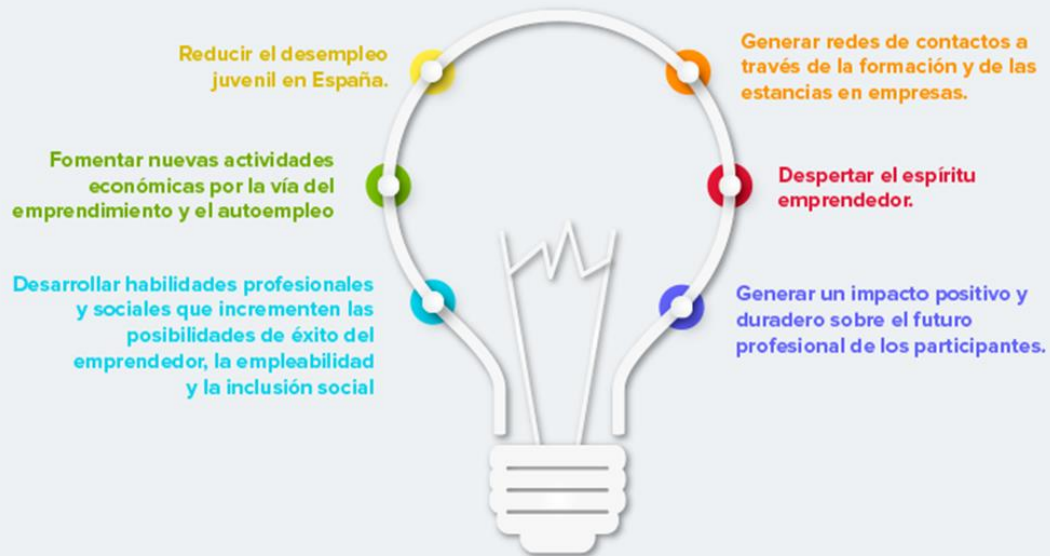 Reducir el desempleo
juvenil en España.
Fomentar nuevas actividades
económicas por la vía del
emprendimiento y el autoempleo
Desarrollar habilidades profesionales
y sociales que incrementen las
posibilidades de éxito del
emprendedor, la empleabilidad
y la inclusión social
Generar redes de contactos a
través de la formación y de las
estancias en empresas.
Despertar el espíritu
emprendedor.
Generar un impacto positivo y
duradero sobre el futuro
profesional de los participantes.